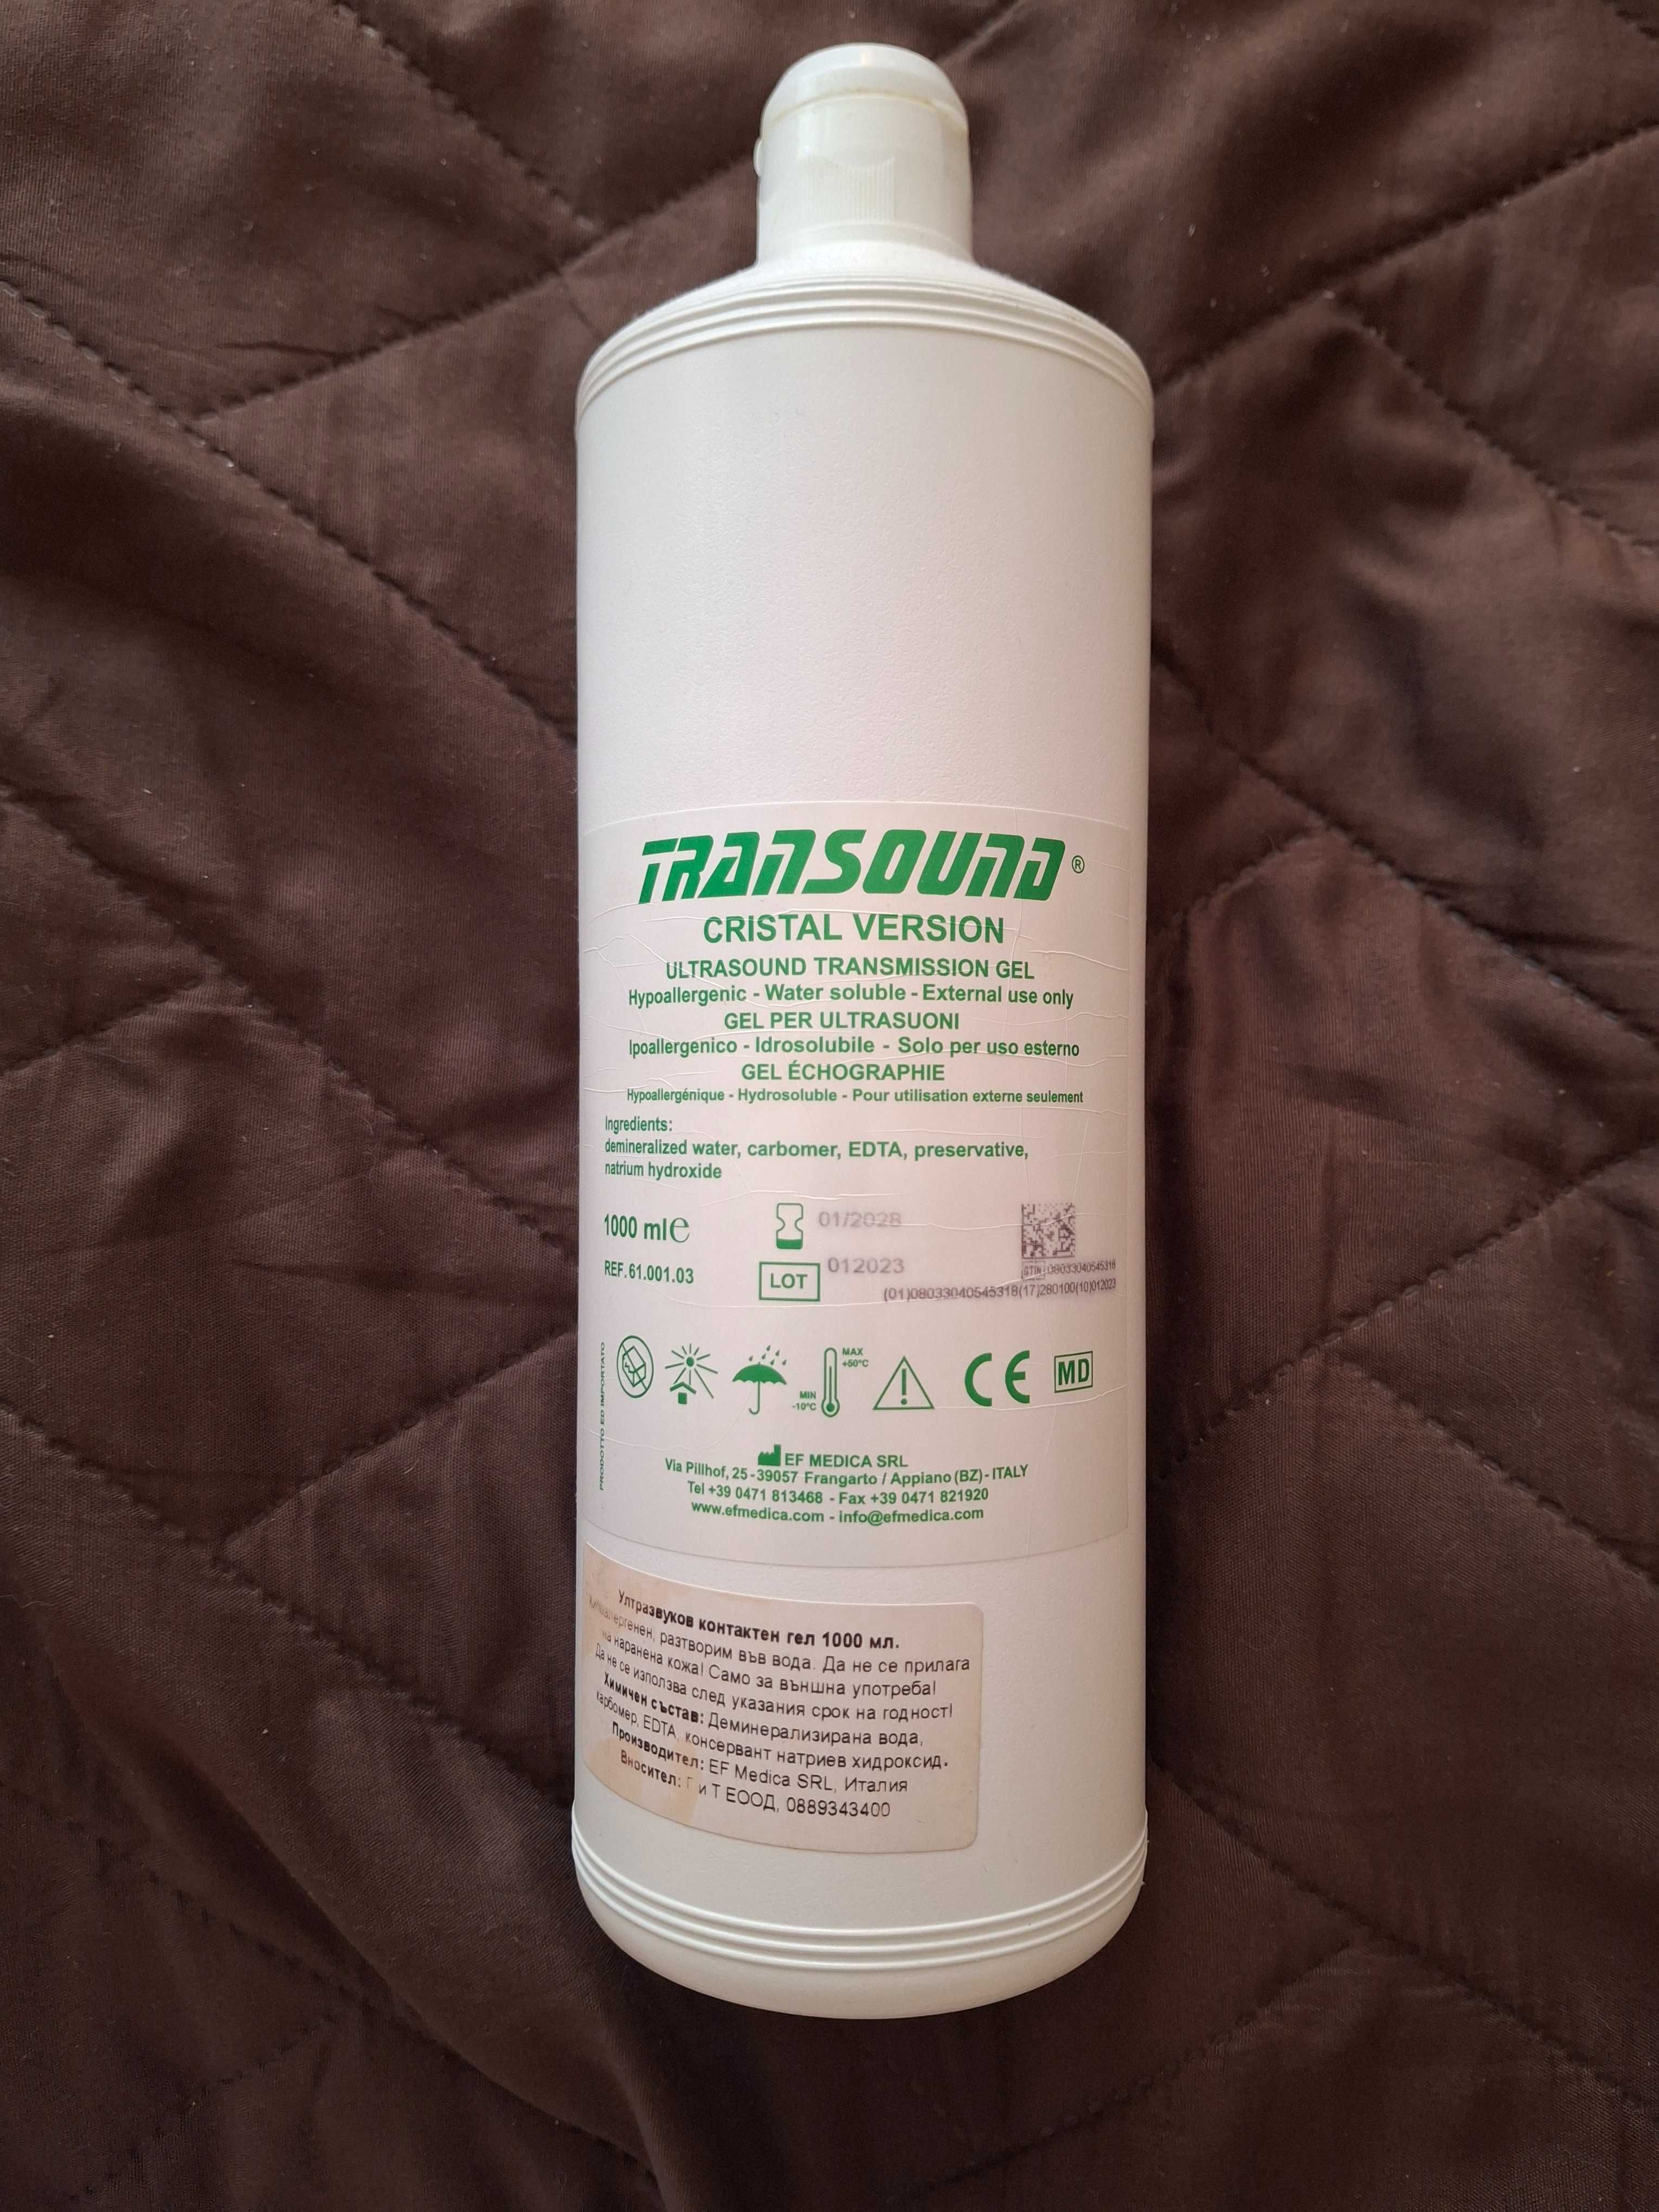 TRANSOUND®
CRISTAL VERSION
ULTRASOUND TRANSMISSION GEL
Hypoallergenic - Water soluble - External use only
GEL PER ULTRASUONI
Ipoallergenico - Idrosolubile - Solo per uso esterno
GEL ÉCHOGRAPHIE
Hypoallergénique - Hydrosoluble - Pour utilisation externe seulement
Ingredients:
demineralized water, carbomer, EDTA, preservative,
natrium hydroxide
1000 ml℮
01/2028
REF.61.001.03
LOT 012023
GTIN 08033040545318
(01)08033040545318(17)280100(10)012023
PRODOTTO ED IMPORTATO
MAX
+50°C
MIN
-10°C
CE
MD
EF MEDICA SRL
Via Pillhof, 25 - 39057 Frangarto / Appiano (BZ) - ITALY
Tel +39 0471 813468 - Fax +39 0471 821920
www.efmedica.com - info@efmedica.com
Ултразвуков контактен гел 1000 мл.
разтворим във вода. Да не се прилага
на наранена кожа! Само за външна употреба!
Да не се използва след указания срок на годност!
Химичен състав: Деминерализирана вода,
карбомер, EDTA, консервант натриев хидроксид.
Производител: EF Medica SRL, Италия
Вносител: Г и Т ЕООД, 0889343400